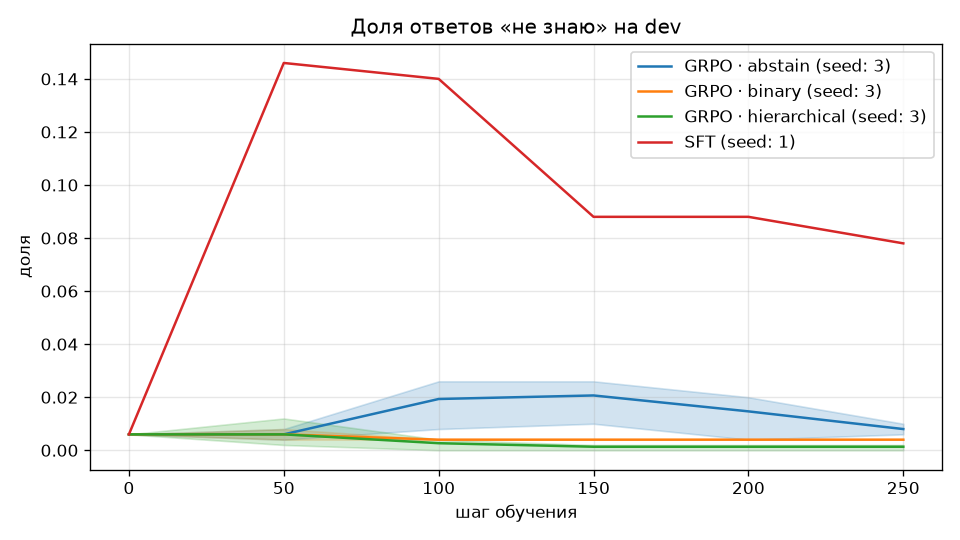 Доля ответов «не знаю» на dev
GRPO · abstain (seed: 3)
GRPO · binary (seed: 3)
GRPO · hierarchical (seed: 3)
SFT (seed: 1)
доля
0.14
0.12
0.10
0.08
0.06
0.04
0.02
0.00
0 50 100 150 200 250
шаг обучения